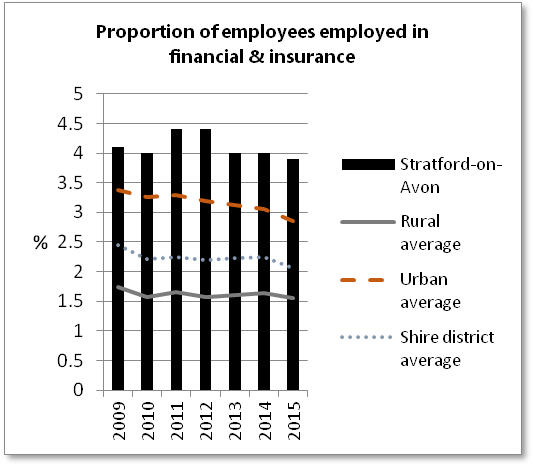 Proportion of employees employed in
financial & insurance
5
4.5
4
3.5
3
2.5
2
1.5
1
0.5
0
%
2009
2010
2011
2012
2013
2014
2015
Stratford-on-
Avon
Rural
average
Urban
average
Shire district
average